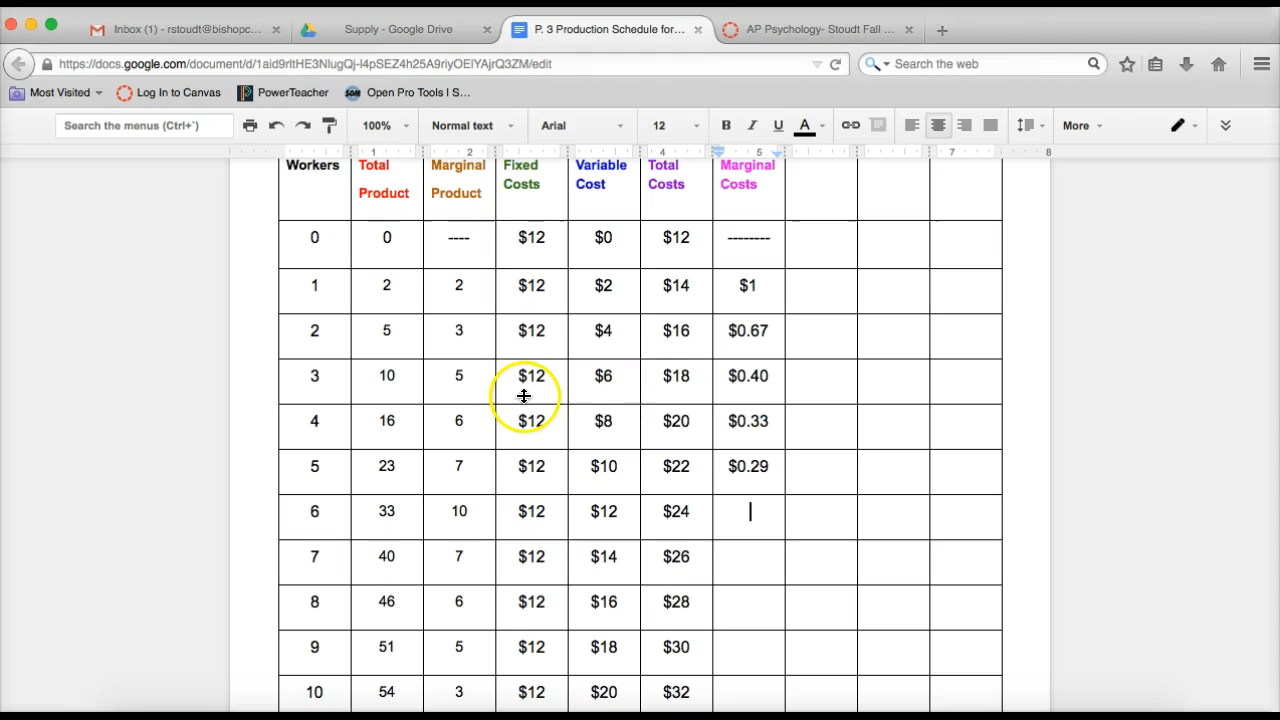 Inbox (1) - rstoudt@bishopc... × Supply - Google Drive × P. 3 Production Schedule for... × AP Psychology- Stoudt Fall ... ×
https://docs.google.com/document/d/1aid9rltHE3NlugQj-l4pSEZ4h25A9riyOElYAjrQ3ZM/edit Search the web
Most Visited Log In to Canvas PowerTeacher Open Pro Tools I S...
Search the menus (Ctrl+`) 100% Normal text Arial 12 B I U A More
1 2 4 5 7 8
Workers Total Product Marginal Product Fixed Costs Variable Cost Total Costs Marginal Costs
0 0 ---- $12 $0 $12 --------
1 2 2 $12 $2 $14 $1
2 5 3 $12 $4 $16 $0.67
3 10 5 $12 $6 $18 $0.40
4 16 6 $12 $8 $20 $0.33
5 23 7 $12 $10 $22 $0.29
6 33 10 $12 $12 $24
7 40 7 $12 $14 $26
8 46 6 $12 $16 $28
9 51 5 $12 $18 $30
10 54 3 $12 $20 $32